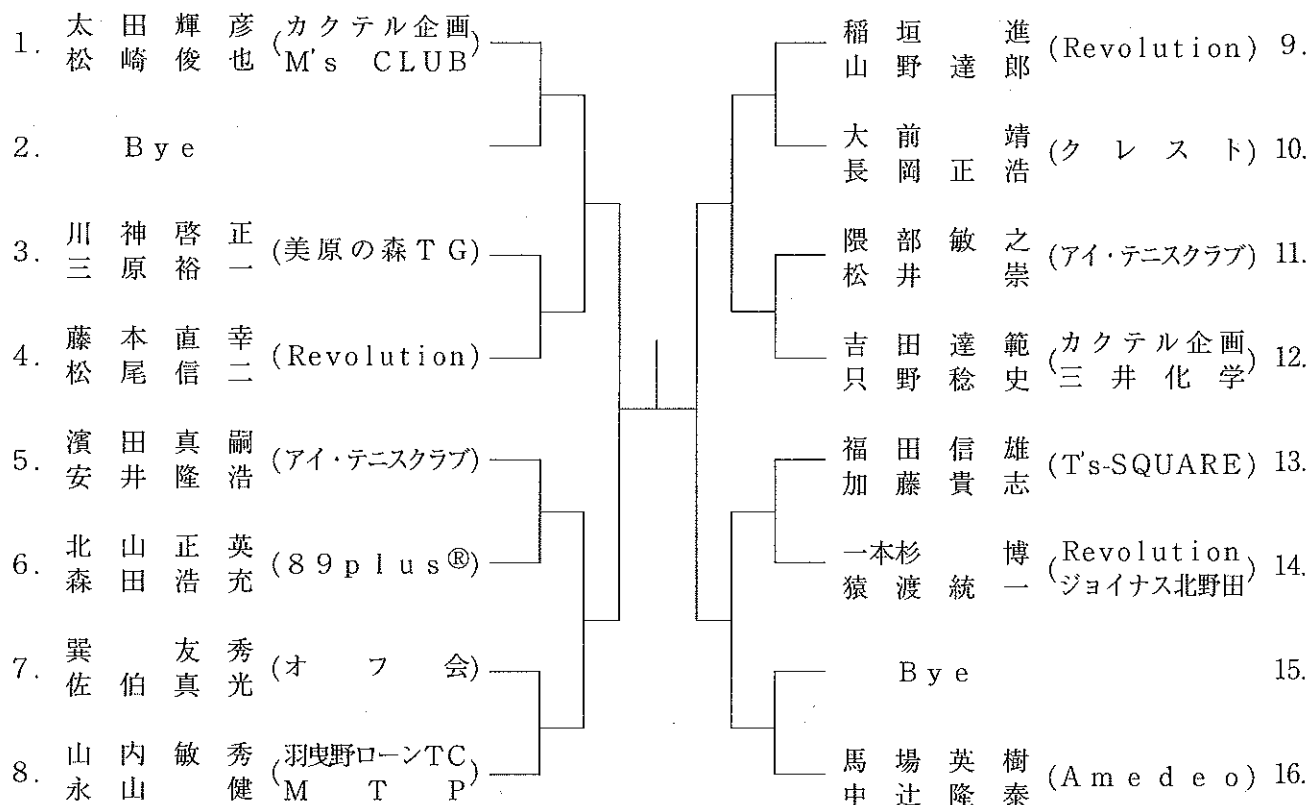 1. 太田輝彦 (カクテル企画
松崎俊也 M's CLUB)
2. Bye
3. 川神啓正 (美原の森TG)
三原裕一
4. 藤本直幸 (Revolution)
松尾信二
5. 濱田真嗣 (アイ・テニスクラブ)
安井隆浩
6. 北山正英 (89plus®)
森田浩充
7. 巽友秀 (オフ会)
佐伯真光
8. 山内敏秀 (羽曳野ローンTC
永山健 MTP)
稲垣進 (Revolution) 9.
山野達郎
大前靖 (クレスト) 10.
長岡正浩
隈部敏之 (アイ・テニスクラブ) 11.
松井崇
吉田達範 (カクテル企画 12.
只野稔史 三井化学)
福田信雄 (T's-SQUARE) 13.
加藤貴志
一本杉博 (Revolution 14.
猿渡統一 ジョイナス北野田)
Bye 15.
馬場英樹 (Amedeo) 16.
中辻隆泰